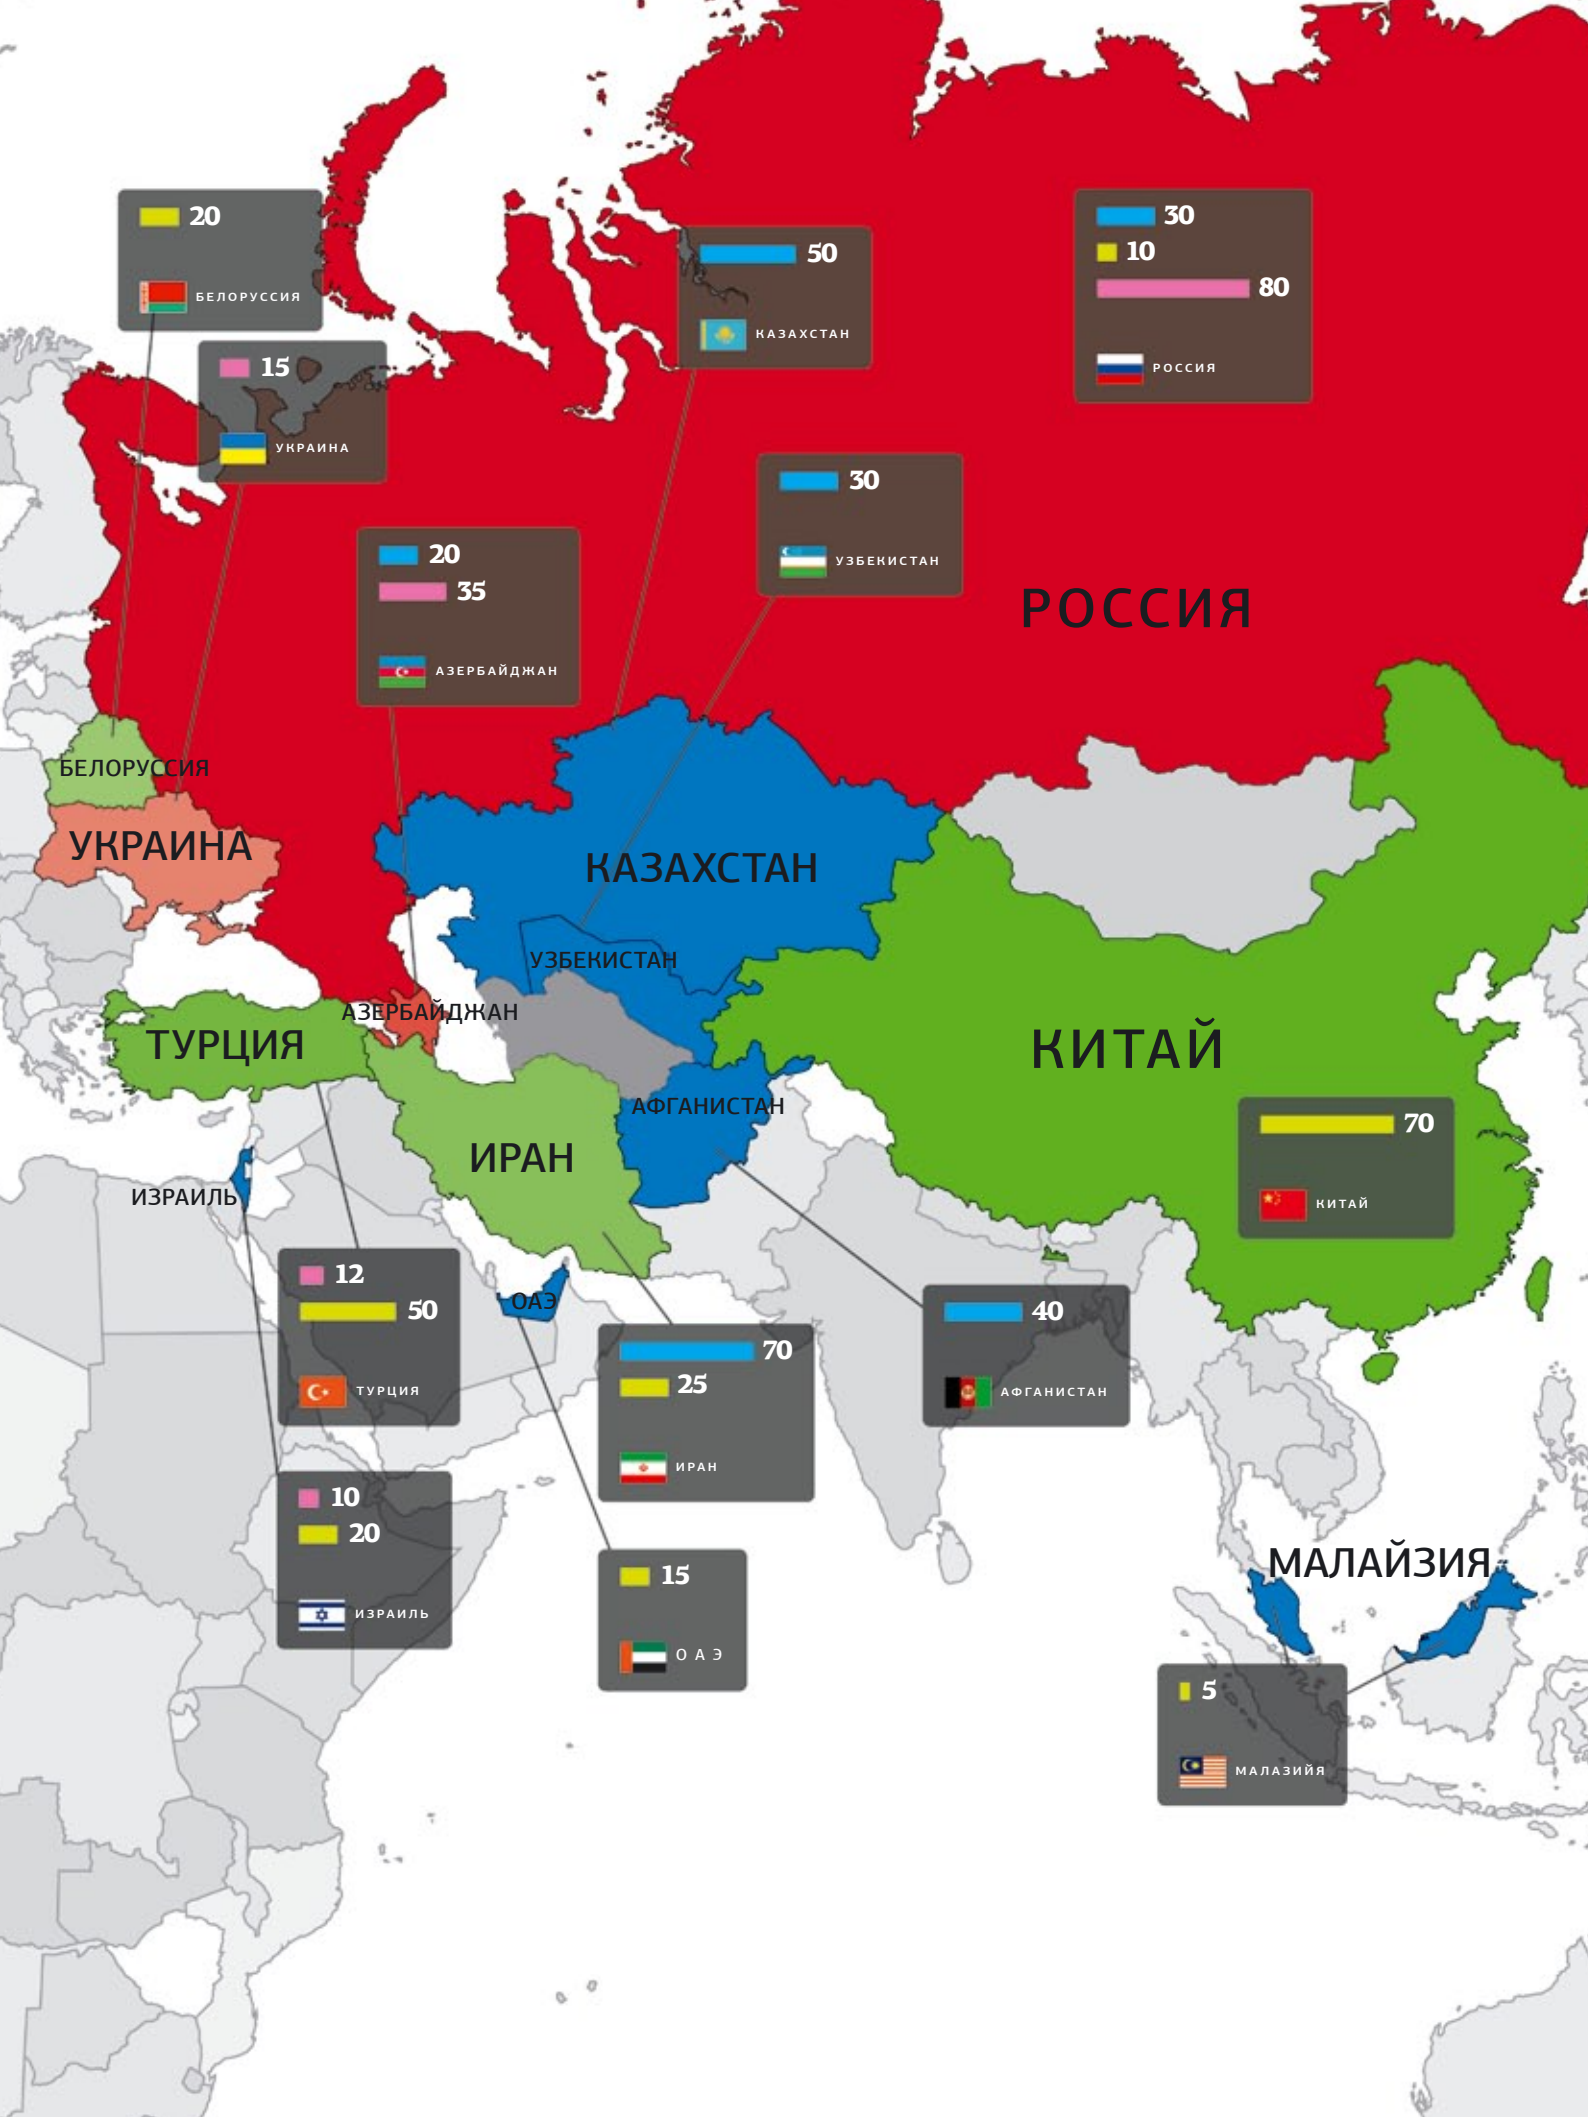 20
БЕЛОРУССИЯ
15
УКРАИНА
50
КАЗАХСТАН
30
10
80
РОССИЯ
20
35
АЗЕРБАЙДЖАН
30
УЗБЕКИСТАН
РОССИЯ
БЕЛОРУССИЯ
УКРАИНА
КАЗАХСТАН
УЗБЕКИСТАН
АЗЕРБАЙДЖАН
ТУРЦИЯ
КИТАЙ
АФГАНИСТАН
ИРАН
ИЗРАИЛЬ
70
КИТАЙ
12
50
ТУРЦИЯ
ОАЭ
70
25
ИРАН
40
АФГАНИСТАН
10
20
ИЗРАИЛЬ
15
О А Э
МАЛАЙЗИЯ
5
МАЛАЗИЙЯ